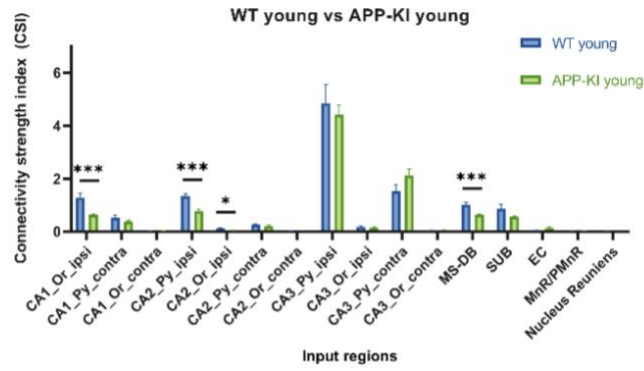 WT young vs APP-KI young
Connectivity strength index (CSI)
6
4
2
0
***
***
*
***
WT young
APP-KI young
CA1_Or_ipsi
CA1_Py_contra
CA1_Or_contra
CA2_Py_ipsi
CA2_Or_ipsi
CA2_Py_contra
CA2_Or_contra
CA3_Py_ipsi
CA3_Or_ipsi
CA3_Py_contra
CA3_Or_contra
MS-DB
SUB
EC
MnR/PMnR
Nucleus Reuniens
Input regions